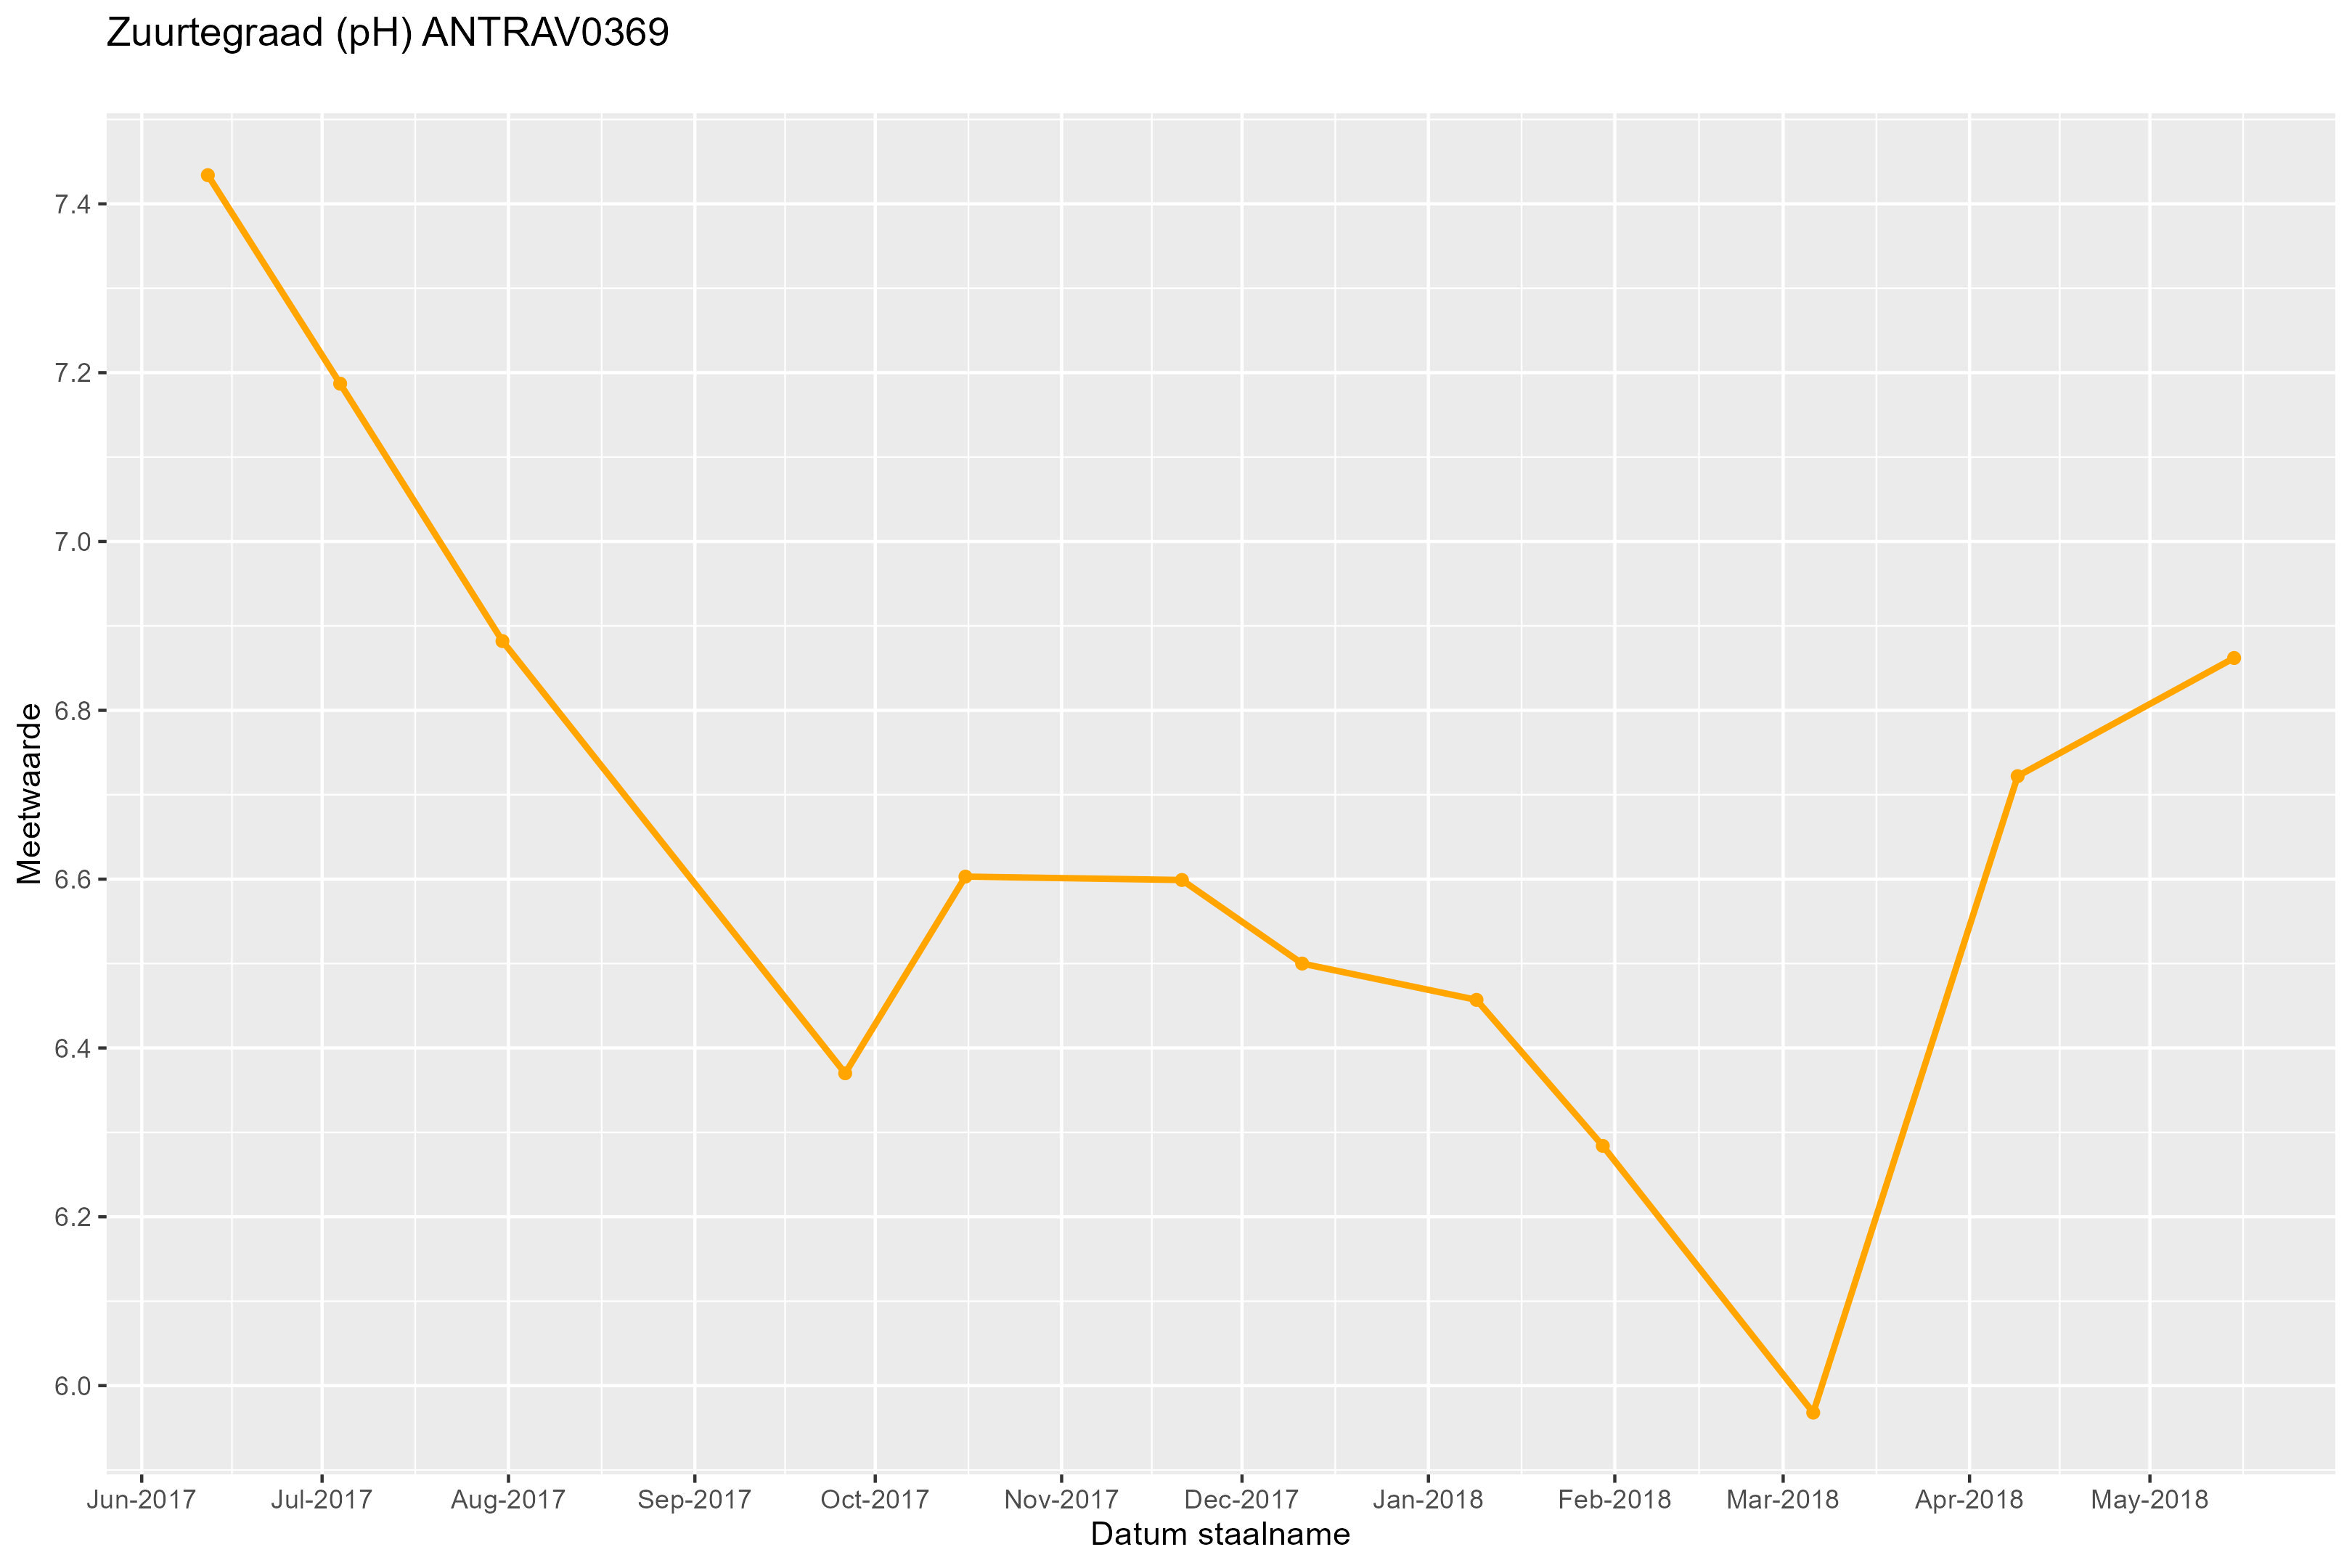 Zuurtegraad (pH) ANTRAV0369
Meetwaarde
7.4
7.2
7.0
6.8
6.6
6.4
6.2
6.0
Jun-2017 Jul-2017 Aug-2017 Sep-2017 Oct-2017 Nov-2017 Dec-2017 Jan-2018 Feb-2018 Mar-2018 Apr-2018 May-2018
Datum staalname